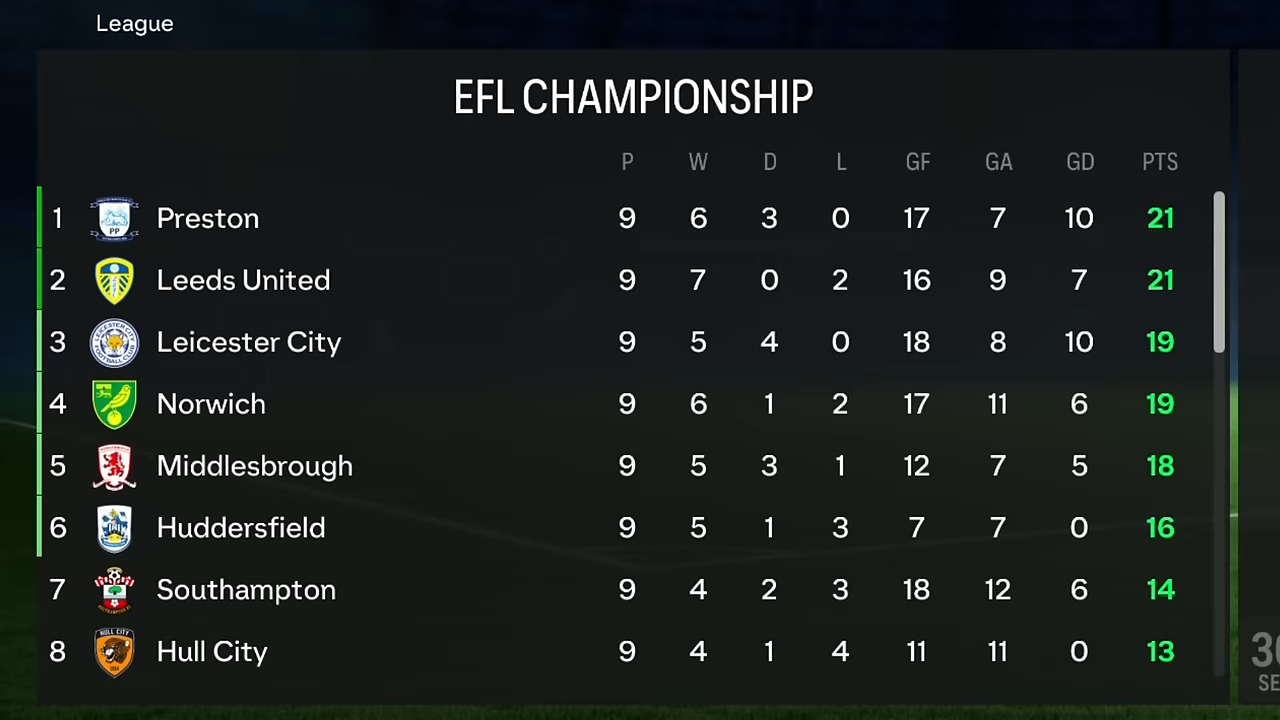 League
EFL CHAMPIONSHIP
P W D L GF GA GD PTS
1 Preston 9 6 3 0 17 7 10 21
2 Leeds United 9 7 0 2 16 9 7 21
3 Leicester City 9 5 4 0 18 8 10 19
4 Norwich 9 6 1 2 17 11 6 19
5 Middlesbrough 9 5 3 1 12 7 5 18
6 Huddersfield 9 5 1 3 7 7 0 16
7 Southampton 9 4 2 3 18 12 6 14
8 Hull City 9 4 1 4 11 11 0 13